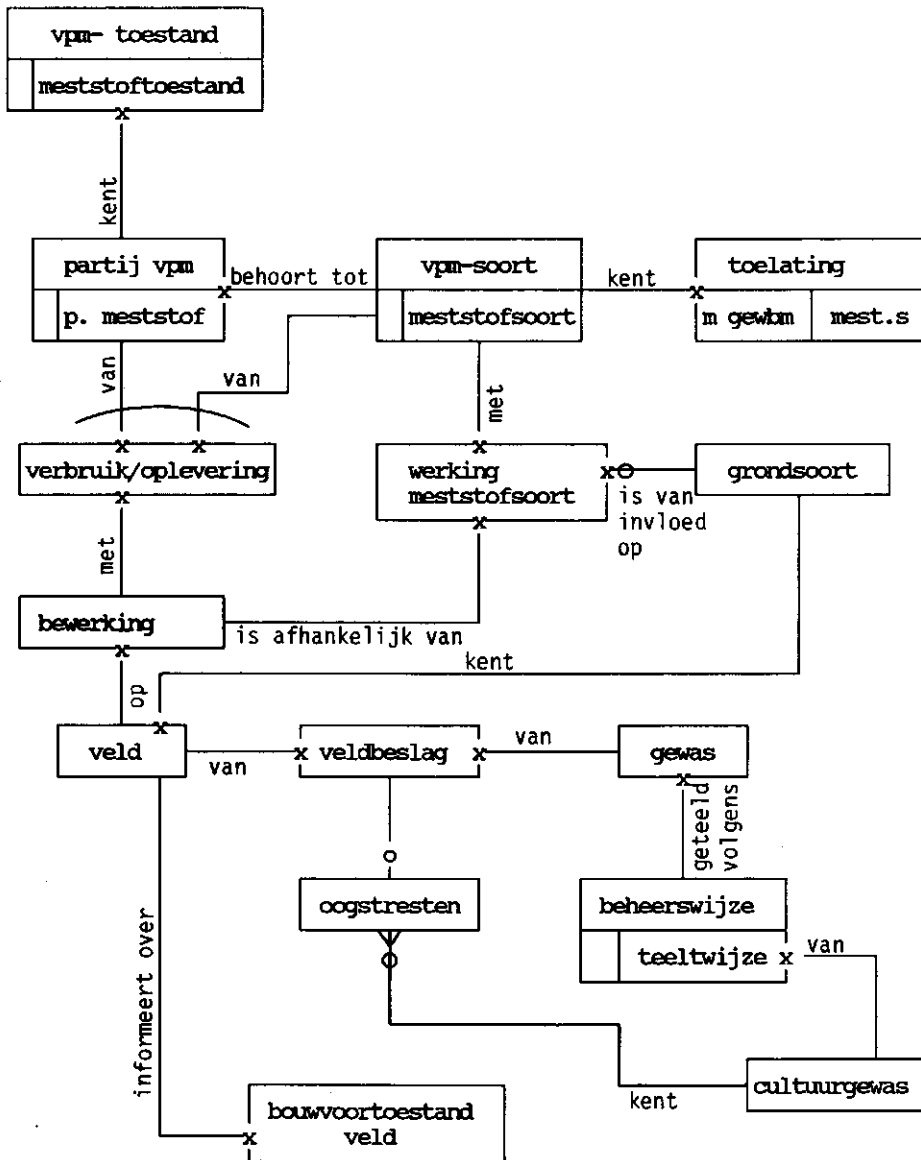 vpm- toestand
meststoftoestand
kent
partij vpm
p. meststof
behoort tot
vpm-soort
meststofsoort
kent
toelating
m gewbm
mest.s
van
van
met
verbruik/oplevering
werking
meststofsoort
grondsoort
is van
invloed
op
met
bewerking
is afhankelijk van
kent
op
veld
van
veldbeslag
van
gewas
geteeld
volgens
oogstresten
beheerswijze
teeltwijze
van
informeert over
cultuurgewas
kent
bouwvoortoestand
veld